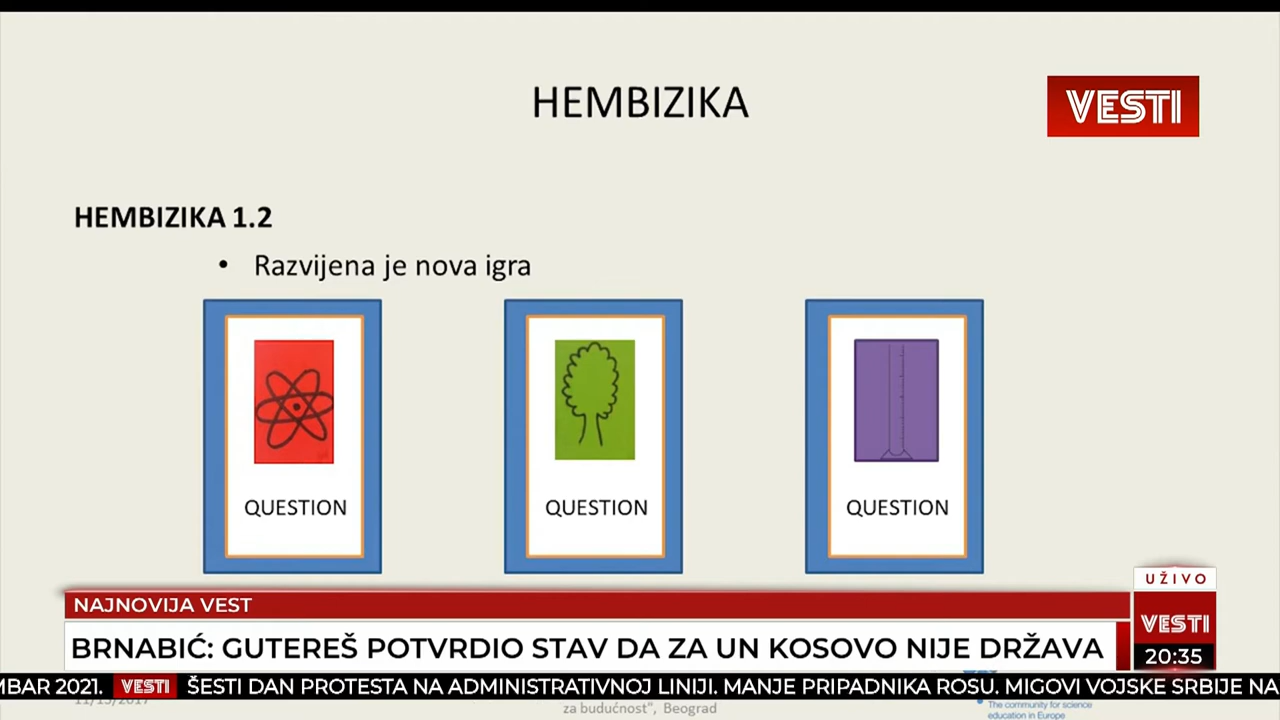 HEMBIZIKA
VESTI
HEMBIZIKA 1.2
• Razvijena je nova igra
QUESTION
QUESTION
QUESTION
UŽIVO
NAJNOVIJA VEST
VESTI
BRNABIĆ: GUTEREŠ POTVRDIO STAV DA ZA UN KOSOVO NIJE DRŽAVA
20:35
MBAR 2021. VESTI ŠESTI DAN PROTESTA NA ADMINISTRATIVNOJ LINIJI. MANJE PRIPADNIKA ROSU. MIGOVI VOJSKE SRBIJE NA
za budućnost“, Beograd
The community for science
education in Europe